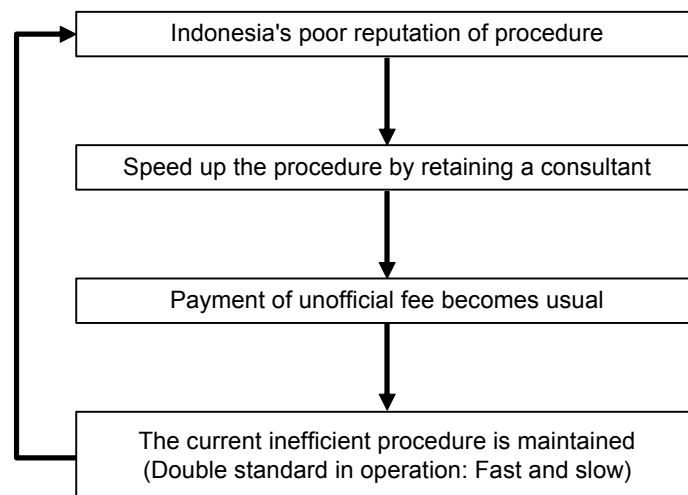 Indonesia's poor reputation of procedure
Speed up the procedure by retaining a consultant
Payment of unofficial fee becomes usual
The current inefficient procedure is maintained
(Double standard in operation: Fast and slow)